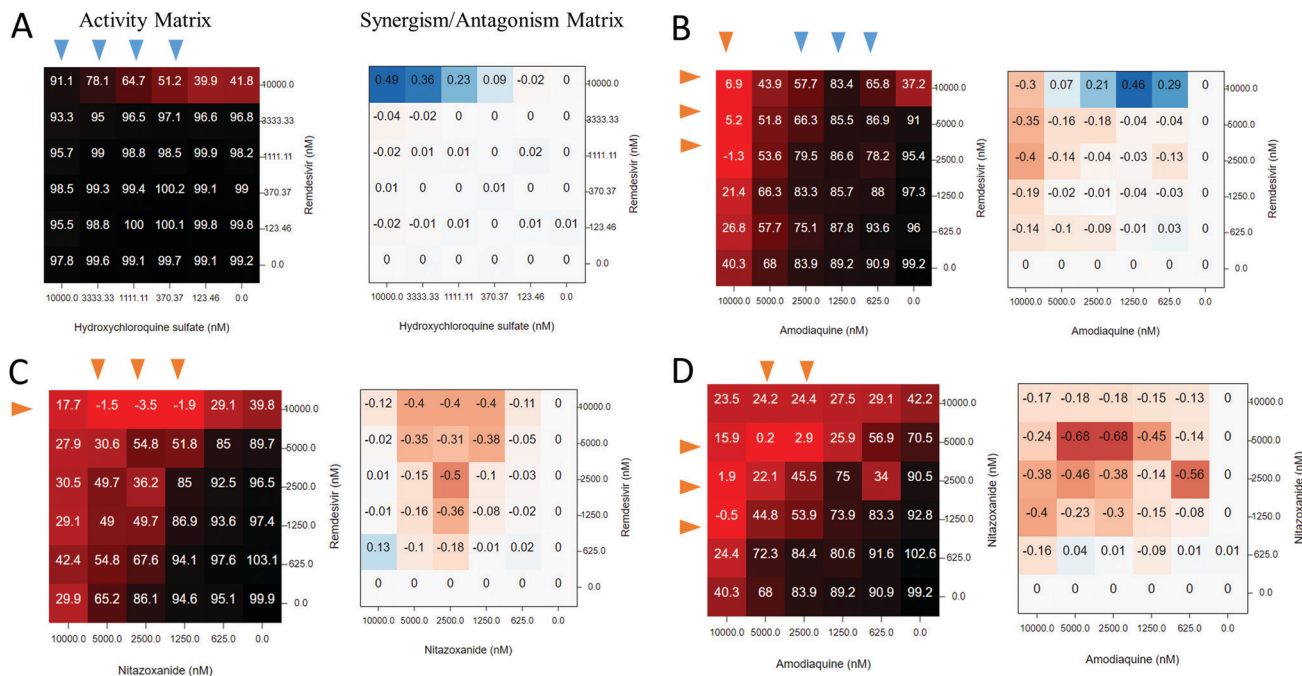 A
Activity Matrix
Synergism/Antagonism Matrix
91.1 78.1 64.7 51.2 39.9 41.8 40000.0
93.3 95 96.5 97.1 96.6 96.8 3333.33
95.7 99 98.8 98.5 99.9 98.2 1111.11
98.5 99.3 99.4 100.2 99.1 99 370.37
95.5 98.8 100 100.1 99.8 99.8 123.46
97.8 99.6 99.1 99.7 99.1 99.2 0.0
Remdesivir (nM)
10000.0 3333.33 1111.11 370.37 123.46 0.0
Hydroxychloroquine sulfate (nM)
0.49 0.36 0.23 0.09 -0.02 0 40000.0
-0.04 -0.02 0 0 0 0 3333.33
-0.02 0.01 0.01 0 0.02 0 1111.11
0.01 0 0 0.01 0 0 370.37
-0.02 -0.01 0.01 0 0.01 0.01 123.46
0 0 0 0 0 0 0.0
Remdesivir (nM)
10000.0 3333.33 1111.11 370.37 123.46 0.0
Hydroxychloroquine sulfate (nM)
B
6.9 43.9 57.7 83.4 65.8 37.2 40000.0
5.2 51.8 66.3 85.5 86.9 91 5000.0
-1.3 53.6 79.5 86.6 78.2 95.4 2500.0
21.4 66.3 83.3 85.7 88 97.3 1250.0
26.8 57.7 75.1 87.8 93.6 96 625.0
40.3 68 83.9 89.2 90.9 99.2 0.0
Remdesivir (nM)
10000.0 5000.0 2500.0 1250.0 625.0 0.0
Amodiaquine (nM)
-0.3 0.07 0.21 0.46 0.29 0 40000.0
-0.35 -0.16 -0.18 -0.04 -0.04 0 5000.0
-0.4 -0.14 -0.04 -0.03 -0.13 0 2500.0
-0.19 -0.02 -0.01 -0.04 -0.03 0 1250.0
-0.14 -0.1 -0.09 -0.01 0.03 0 625.0
0 0 0 0 0 0 0.0
Remdesivir (nM)
10000.0 5000.0 2500.0 1250.0 625.0 0.0
Amodiaquine (nM)
C
17.7 -1.5 -3.5 -1.9 29.1 39.8 40000.0
27.9 30.6 54.8 51.8 85 89.7 5000.0
30.5 49.7 36.2 85 92.5 96.5 2500.0
29.1 49 49.7 86.9 93.6 97.4 1250.0
42.4 54.8 67.6 94.1 97.6 103.1 625.0
29.9 65.2 86.1 94.6 95.1 99.9 0.0
Remdesivir (nM)
10000.0 5000.0 2500.0 1250.0 625.0 0.0
Nitazoxanide (nM)
-0.12 -0.4 -0.4 -0.4 -0.11 0 40000.0
-0.02 -0.35 -0.31 -0.38 -0.05 0 5000.0
0.01 -0.15 -0.5 -0.1 -0.03 0 2500.0
-0.01 -0.16 -0.36 -0.08 -0.02 0 1250.0
0.13 -0.1 -0.18 -0.01 0.02 0 625.0
0 0 0 0 0 0 0.0
Remdesivir (nM)
10000.0 5000.0 2500.0 1250.0 625.0 0.0
Nitazoxanide (nM)
D
23.5 24.2 24.4 27.5 29.1 42.2 40000.0
15.9 0.2 2.9 25.9 56.9 70.5 5000.0
1.9 22.1 45.5 75 34 90.5 2500.0
-0.5 44.8 53.9 73.9 83.3 92.8 1250.0
24.4 72.3 84.4 80.6 91.6 102.6 625.0
40.3 68 83.9 89.2 90.9 99.2 0.0
Nitazoxanide (nM)
10000.0 5000.0 2500.0 1250.0 625.0 0.0
Amodiaquine (nM)
-0.17 -0.18 -0.18 -0.15 -0.13 0 40000.0
-0.24 -0.68 -0.68 -0.45 -0.14 0 5000.0
-0.38 -0.46 -0.38 -0.14 -0.56 0 2500.0
-0.4 -0.23 -0.3 -0.15 -0.08 0 1250.0
-0.16 0.04 0.01 -0.09 0.01 0.01 625.0
0 0 0 0 0 0 0.0
Nitazoxanide (nM)
10000.0 5000.0 2500.0 1250.0 625.0 0.0
Amodiaquine (nM)